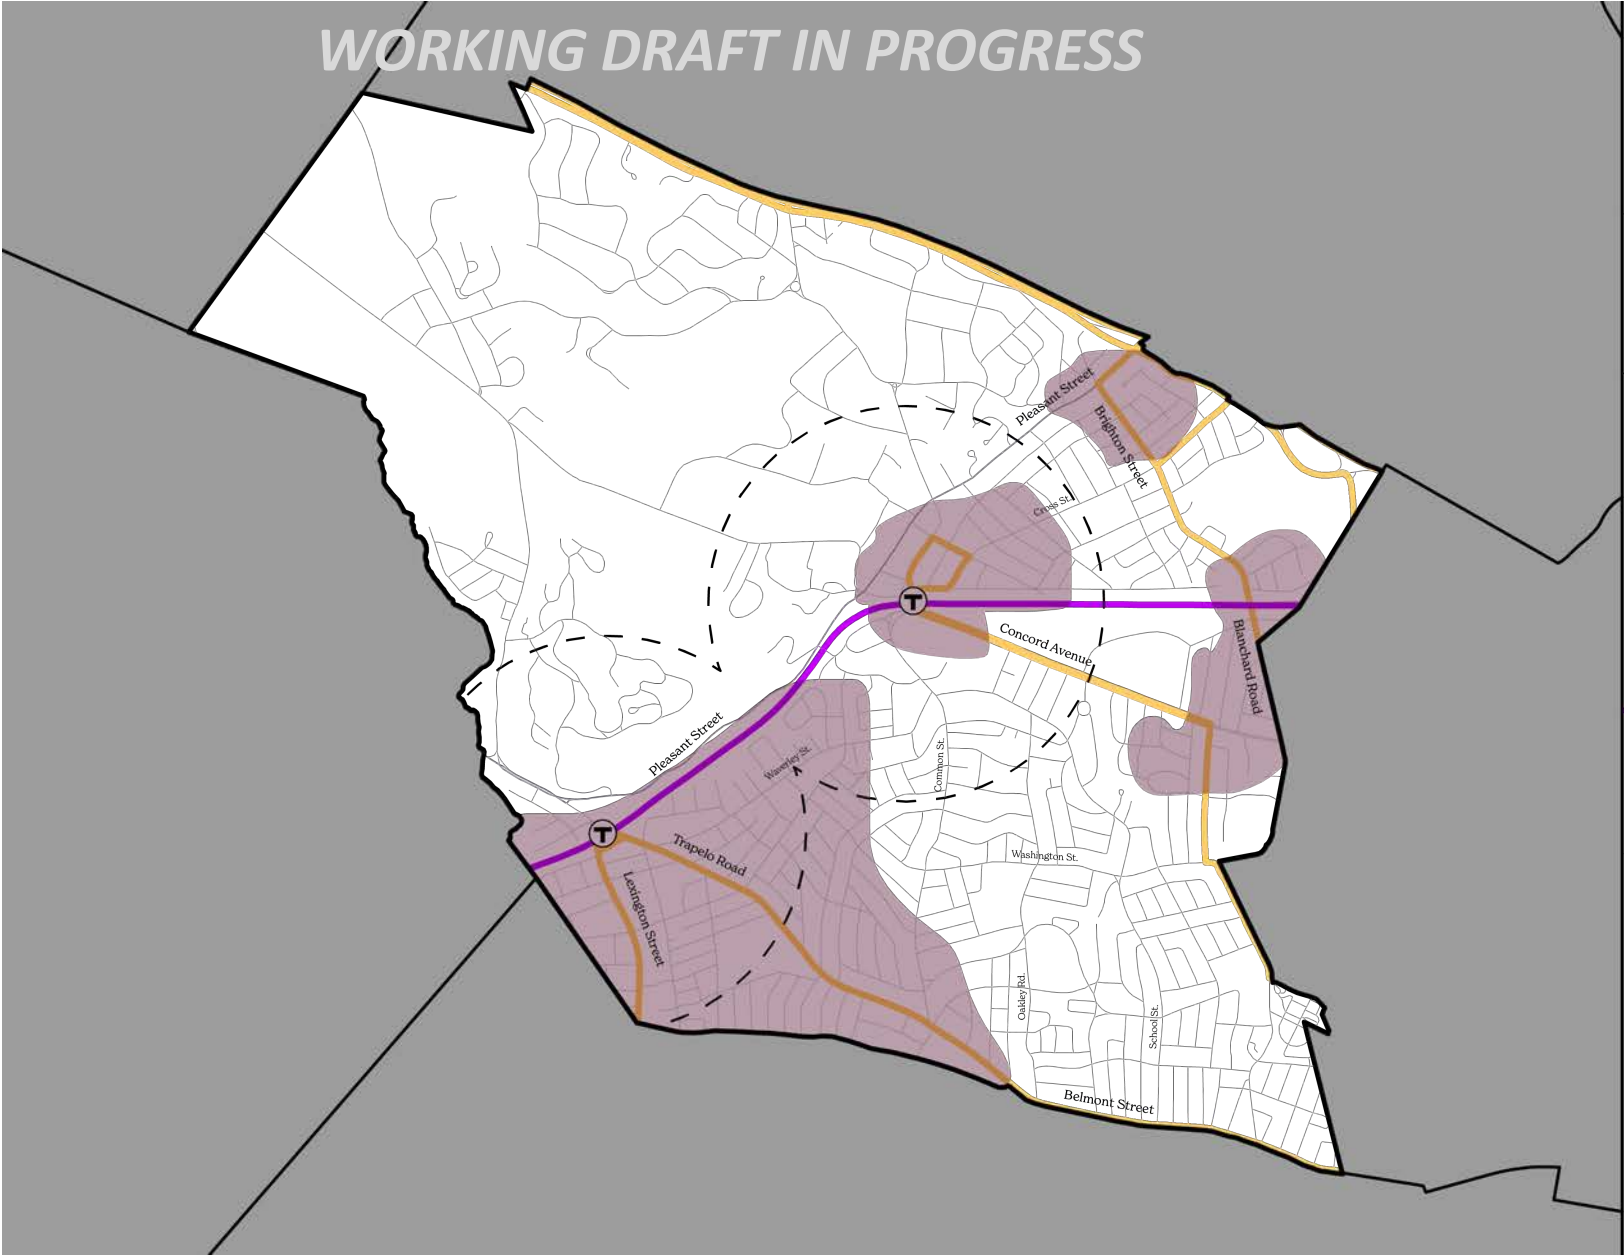 WORKING DRAFT IN PROGRESS
Pleasant Street
Brighton Street
Cross St.
T
Concord Avenue
Blanchard Road
Pleasant Street
Waverley St.
Common St.
T
Trapelo Road
Washington St.
Lexington Street
Oakley Rd.
School St.
Belmont Street